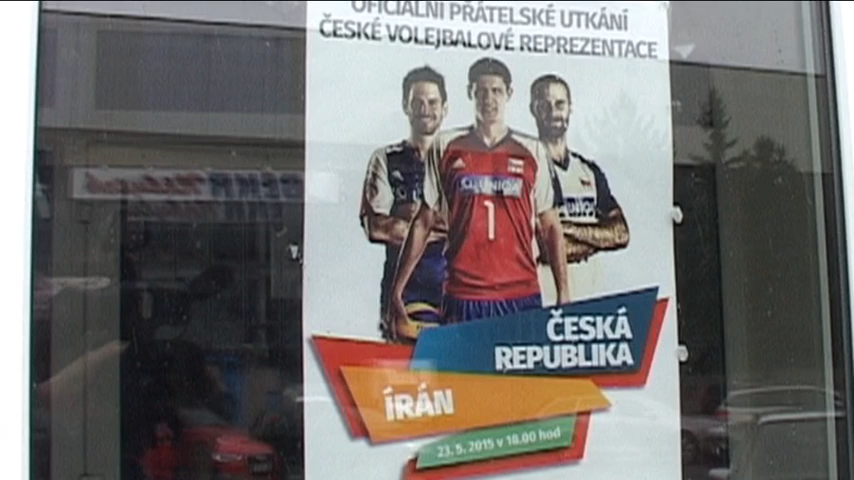 OFICIÁLNÍ PŘÁTELSKÉ UTKÁNÍ
ČESKÉ VOLEJBALOVÉ REPREZENTACE
1
ČESKÁ
REPUBLIKA
ÍRÁN
23. 5. 2015 v 18.00 hod